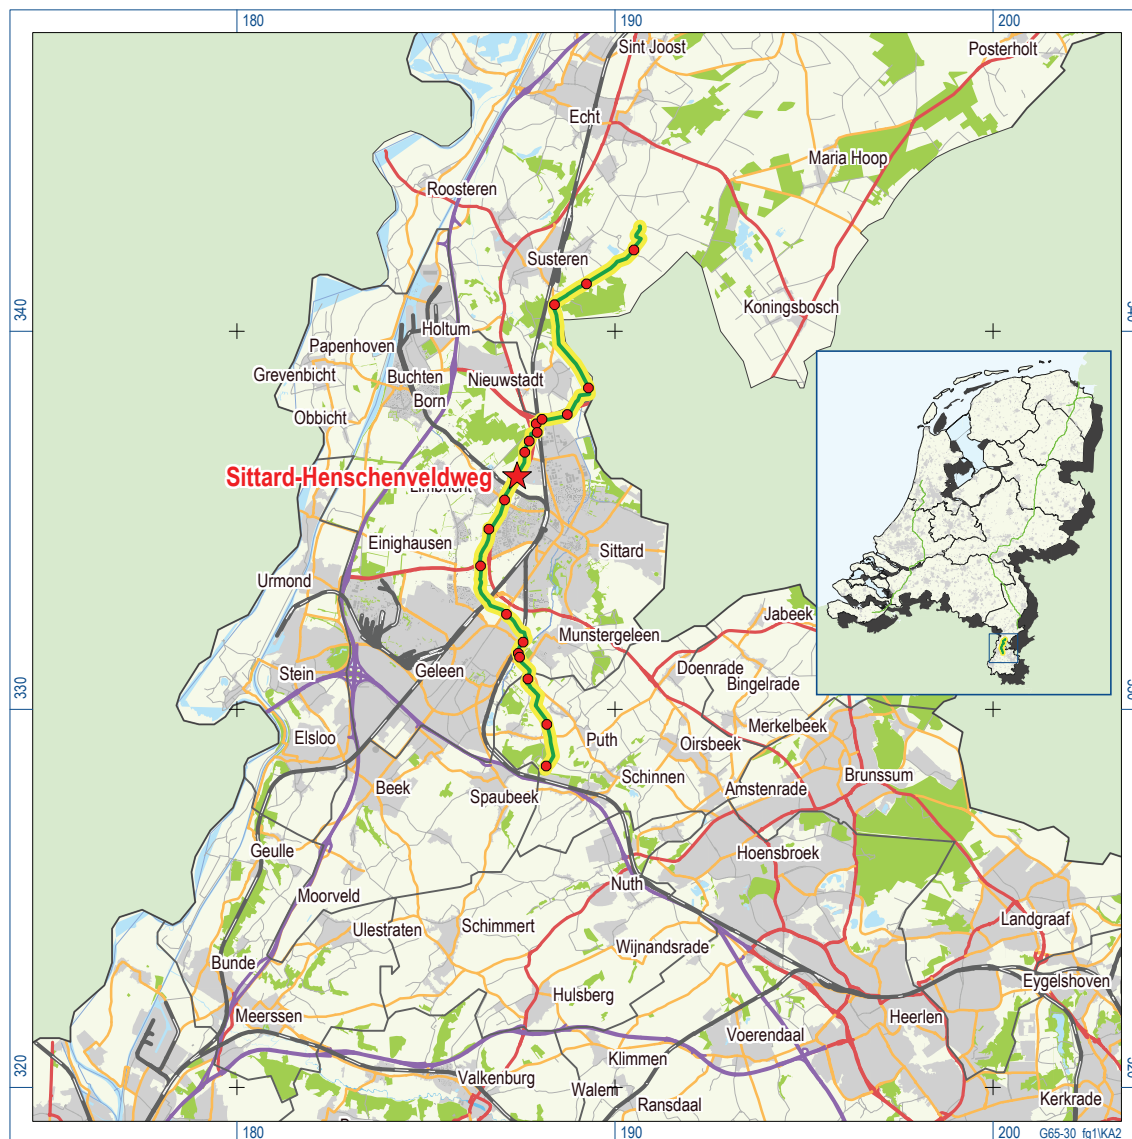 180
190
200
Sint Joost
Posterholt
Echt
Maria Hoop
Roosteren
Susteren
Koningsbosch
340
Holtum
Papenhoven
Grevenbicht
Buchten
Nieuwstadt
Born
Obbicht
Sittard-Henschenveldweg
Limbricht
Einighausen
Sittard
Urmond
Jabeek
Munstergeleen
Doenrade
Stein
Geleen
Bingelrade
330
Merkelbeek
Elsloo
Puth
Oirsbeek
Schinnen
Brunssum
Beek
Spaubeek
Amstenrade
Geulle
Hoensbroek
Nuth
Moorveld
Landgraaf
Ulestraten
Schimmert
Wijnandsrade
Bunde
Eygelshoven
Hulsberg
Meerssen
Heerlen
Voerendaal
Klimmen
320
Valkenburg
Walem
Ransdaal
Kerkrade
180
190
200
G65-30_fg1\KA2